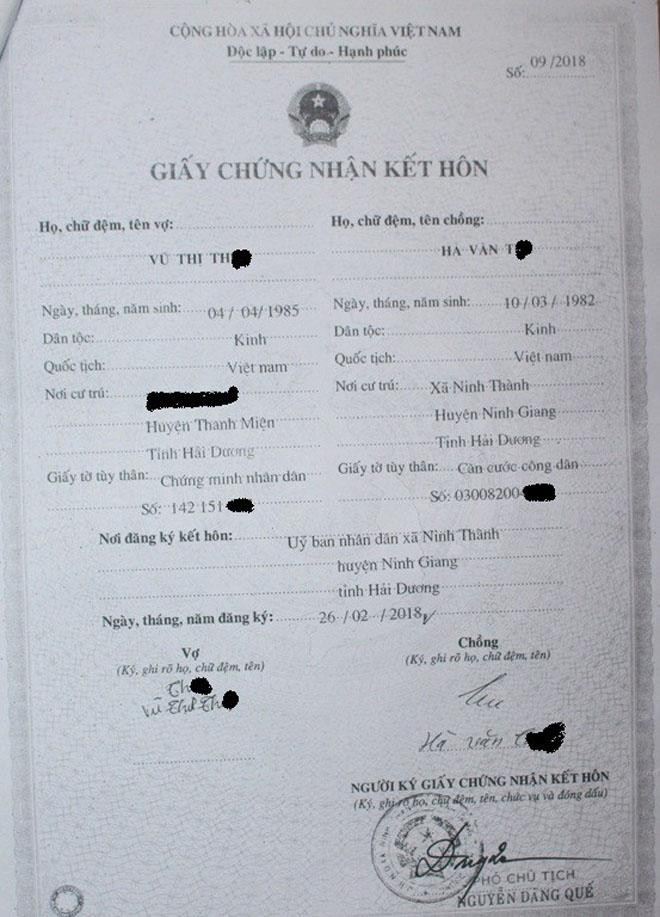 CỘNG HÒA XÃ HỘI CHỦ NGHĨA VIỆT NAM
Độc lập - Tự do - Hạnh phúc
Số: 09 /2018
GIẤY CHỨNG NHẬN KẾT HÔN
Họ, chữ đệm, tên vợ:
VŨ THỊ TH
Ngày, tháng, năm sinh: 04 / 04/ 1985
Dân tộc: Kinh
Quốc tịch: Việt nam
Nơi cư trú:
Huyện Thanh Miện
Tỉnh Hải Dương
Giấy tờ tùy thân: Chứng minh nhân dân
Số: 142 151
Họ, chữ đệm, tên chồng:
HÀ VĂN T
Ngày, tháng, năm sinh: 10 / 03 / 1982
Dân tộc: Kinh
Quốc tịch: Việt nam
Nơi cư trú: Xã Ninh Thành
Huyện Ninh Giang
Tỉnh Hải Dương
Giấy tờ tùy thân: Căn cước công dân
Số: 03008200
Nơi đăng ký kết hôn: Uỷ ban nhân dân xã Ninh Thành
huyện Ninh Giang
tỉnh Hải Dương
Ngày, tháng, năm đăng ký: 26 / 02 / 2018
Vợ
(Ký, ghi rõ họ, chữ đệm, tên)
Th
Vũ Thị Th
Chồng
(Ký, ghi rõ họ, chữ đệm, tên)
Hà Văn
NGƯỜI KÝ GIẤY CHỨNG NHẬN KẾT HÔN
(Ký, ghi rõ họ, chữ đệm, tên, chức vụ và đóng dấu)
PHÓ CHỦ TỊCH
NGUYỄN ĐĂNG QUẾ